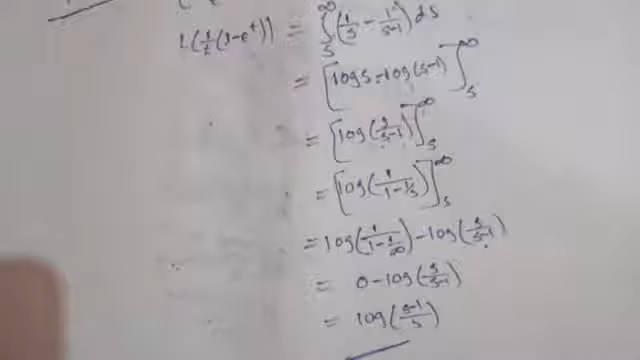 L(1/t(1-e^t)) = ∫_s^∞ (1/s - 1/(s-1)) ds
= [log s - log(s-1)]_s^∞
= [log(s/(s-1))]_s^∞
= [log(1/(1-1/s))]_s^∞
= log(1/(1-1/∞)) - log(s/(s-1))
= 0 - log(s/(s-1))
= log((s-1)/s)